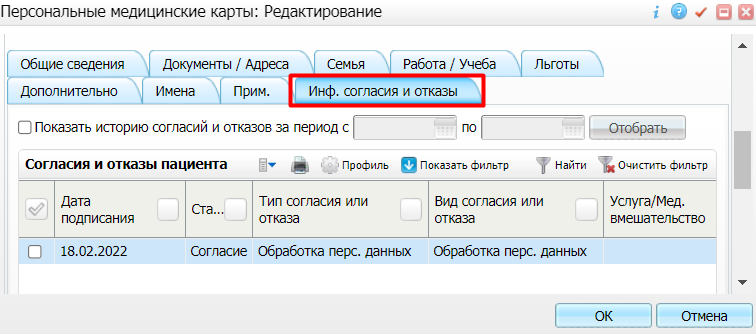 Персональные медицинские карты: Редактирование
Общие сведения Документы / Адреса Семья Работа / Учеба Льготы
Дополнительно Имена Прим. Инф. согласия и отказы
Показать историю согласий и отказов за период с по Отобрать
Согласия и отказы пациента Профиль Показать фильтр Найти Очистить фильтр
Дата подписания Ста... Тип согласия или отказа Вид согласия или отказа Услуга/Мед. вмешательство
18.02.2022 Согласие Обработка перс. данных Обработка перс. данных
ОК Отмена